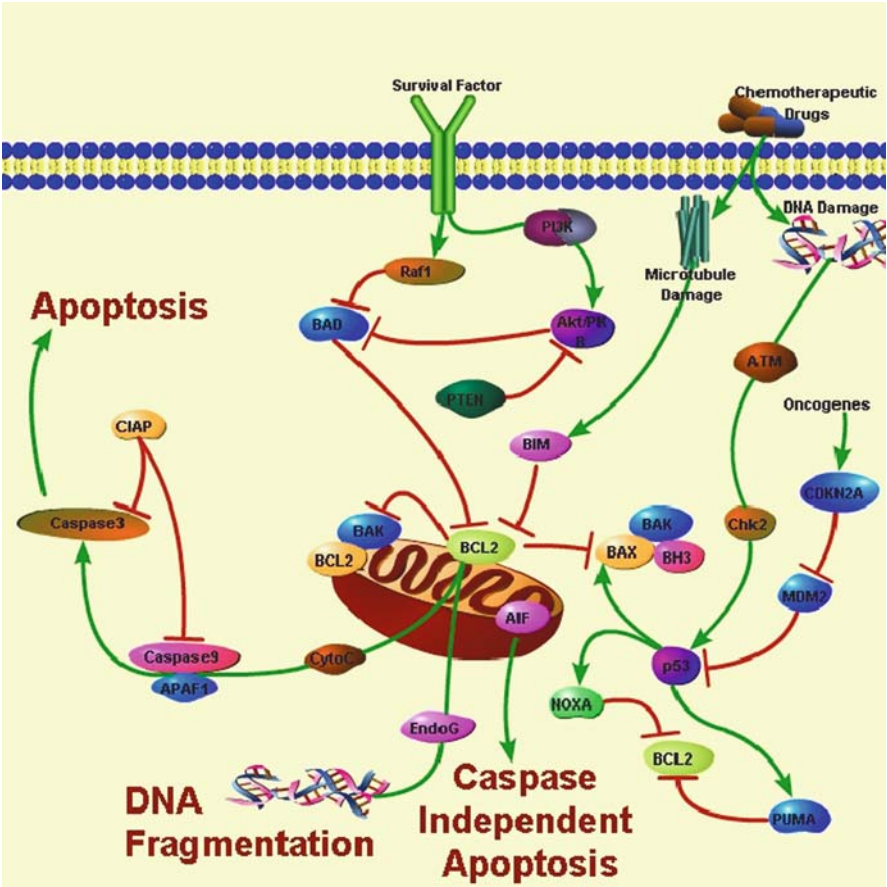 Survival Factor
Chemotherapeutic
Drugs
DNA Damage
PI3K
Raf1
Microtubule
Damage
Apoptosis
BAD
Akt/PK
B
ATM
PTEN
Oncogenes
CIAP
BIM
CDKN2A
Caspase3
BAK
BCL2
BCL2
BAK
BAX
BH3
Chk2
MDM2
AIF
Caspase9
APAF1
CytoC
p53
NOXA
EndoG
BCL2
PUMA
DNA
Fragmentation
Caspase
Independent
Apoptosis